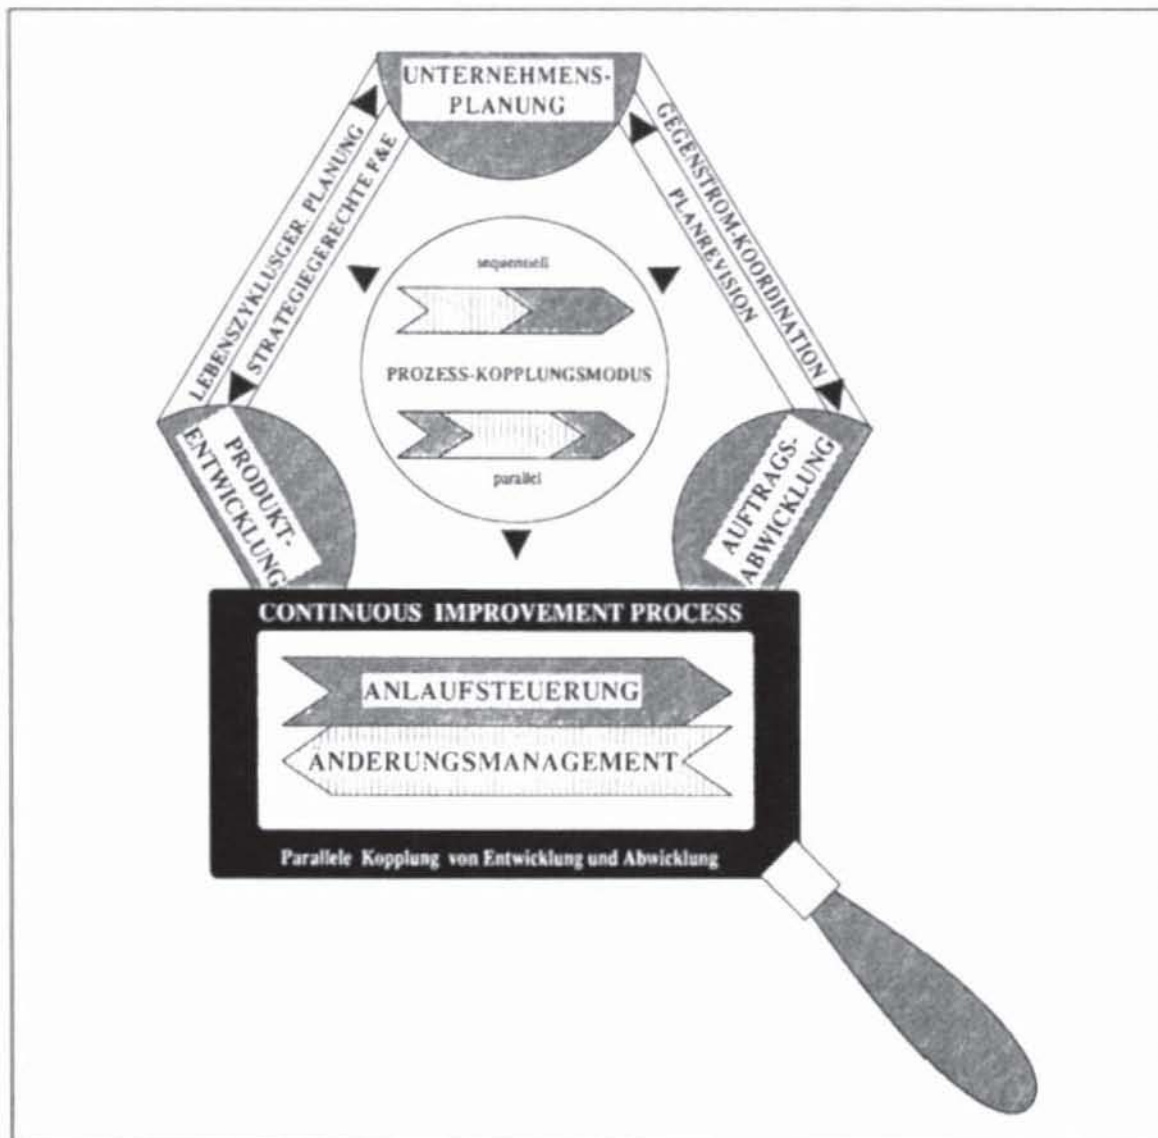 UNTERNEHMENS-
PLANUNG
LEBENSZYKLUSGER. PLANUNG
STRATEGIEGERECHTE F&E
GEGENSTROM-KOORDINATION
PLANREVISION
sequentiell
PROZESS-KOPPLUNGSMODUS
parallel
PRODUKT-
ENTWICKLUNG
AUFTRAGS-
ABWICKLUNG
CONTINUOUS IMPROVEMENT PROCESS
ANLAUFSTEUERUNG
ÄNDERUNGSMANAGEMENT
Parallele Kopplung von Entwicklung und Abwicklung